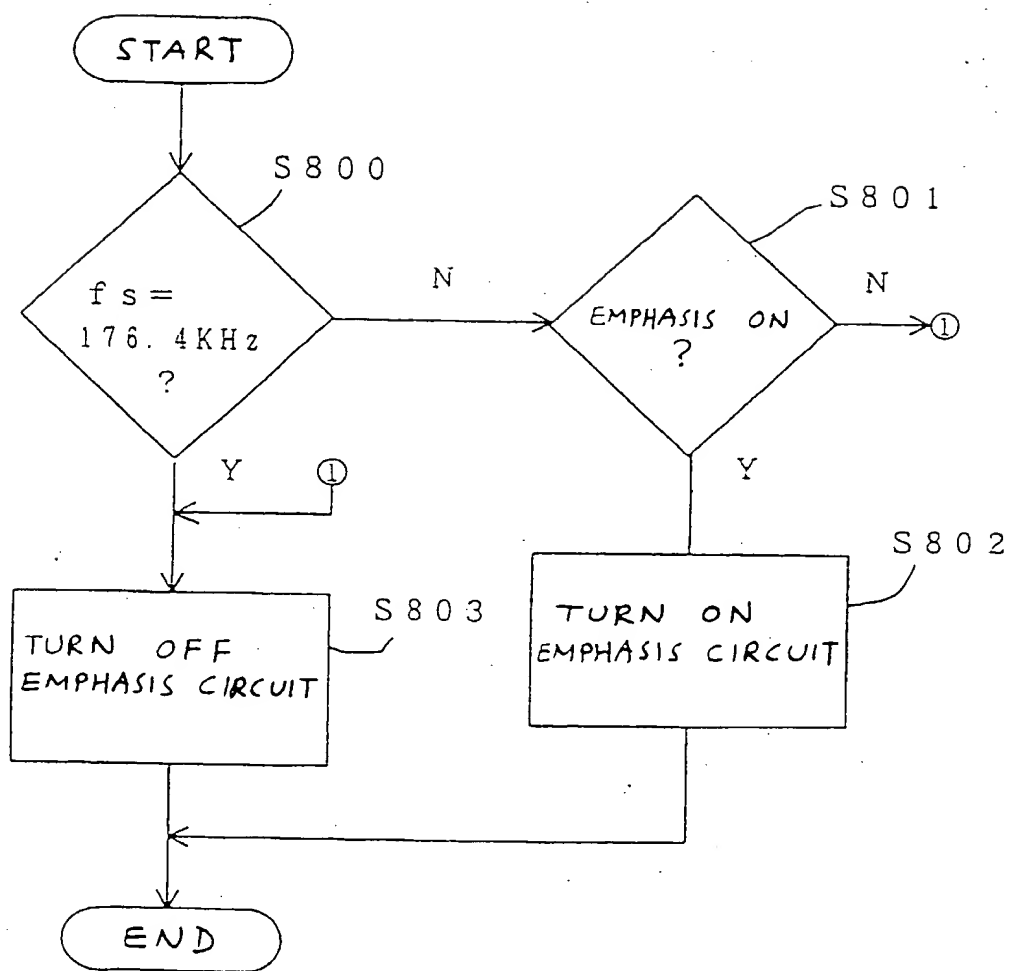 START
S800
S801
fs=
176.4KHz
?
N
EMPHASIS ON
?
N
①
Y
①
Y
S802
S803
TURN OFF
EMPHASIS CIRCUIT
TURN ON
EMPHASIS CIRCUIT
END